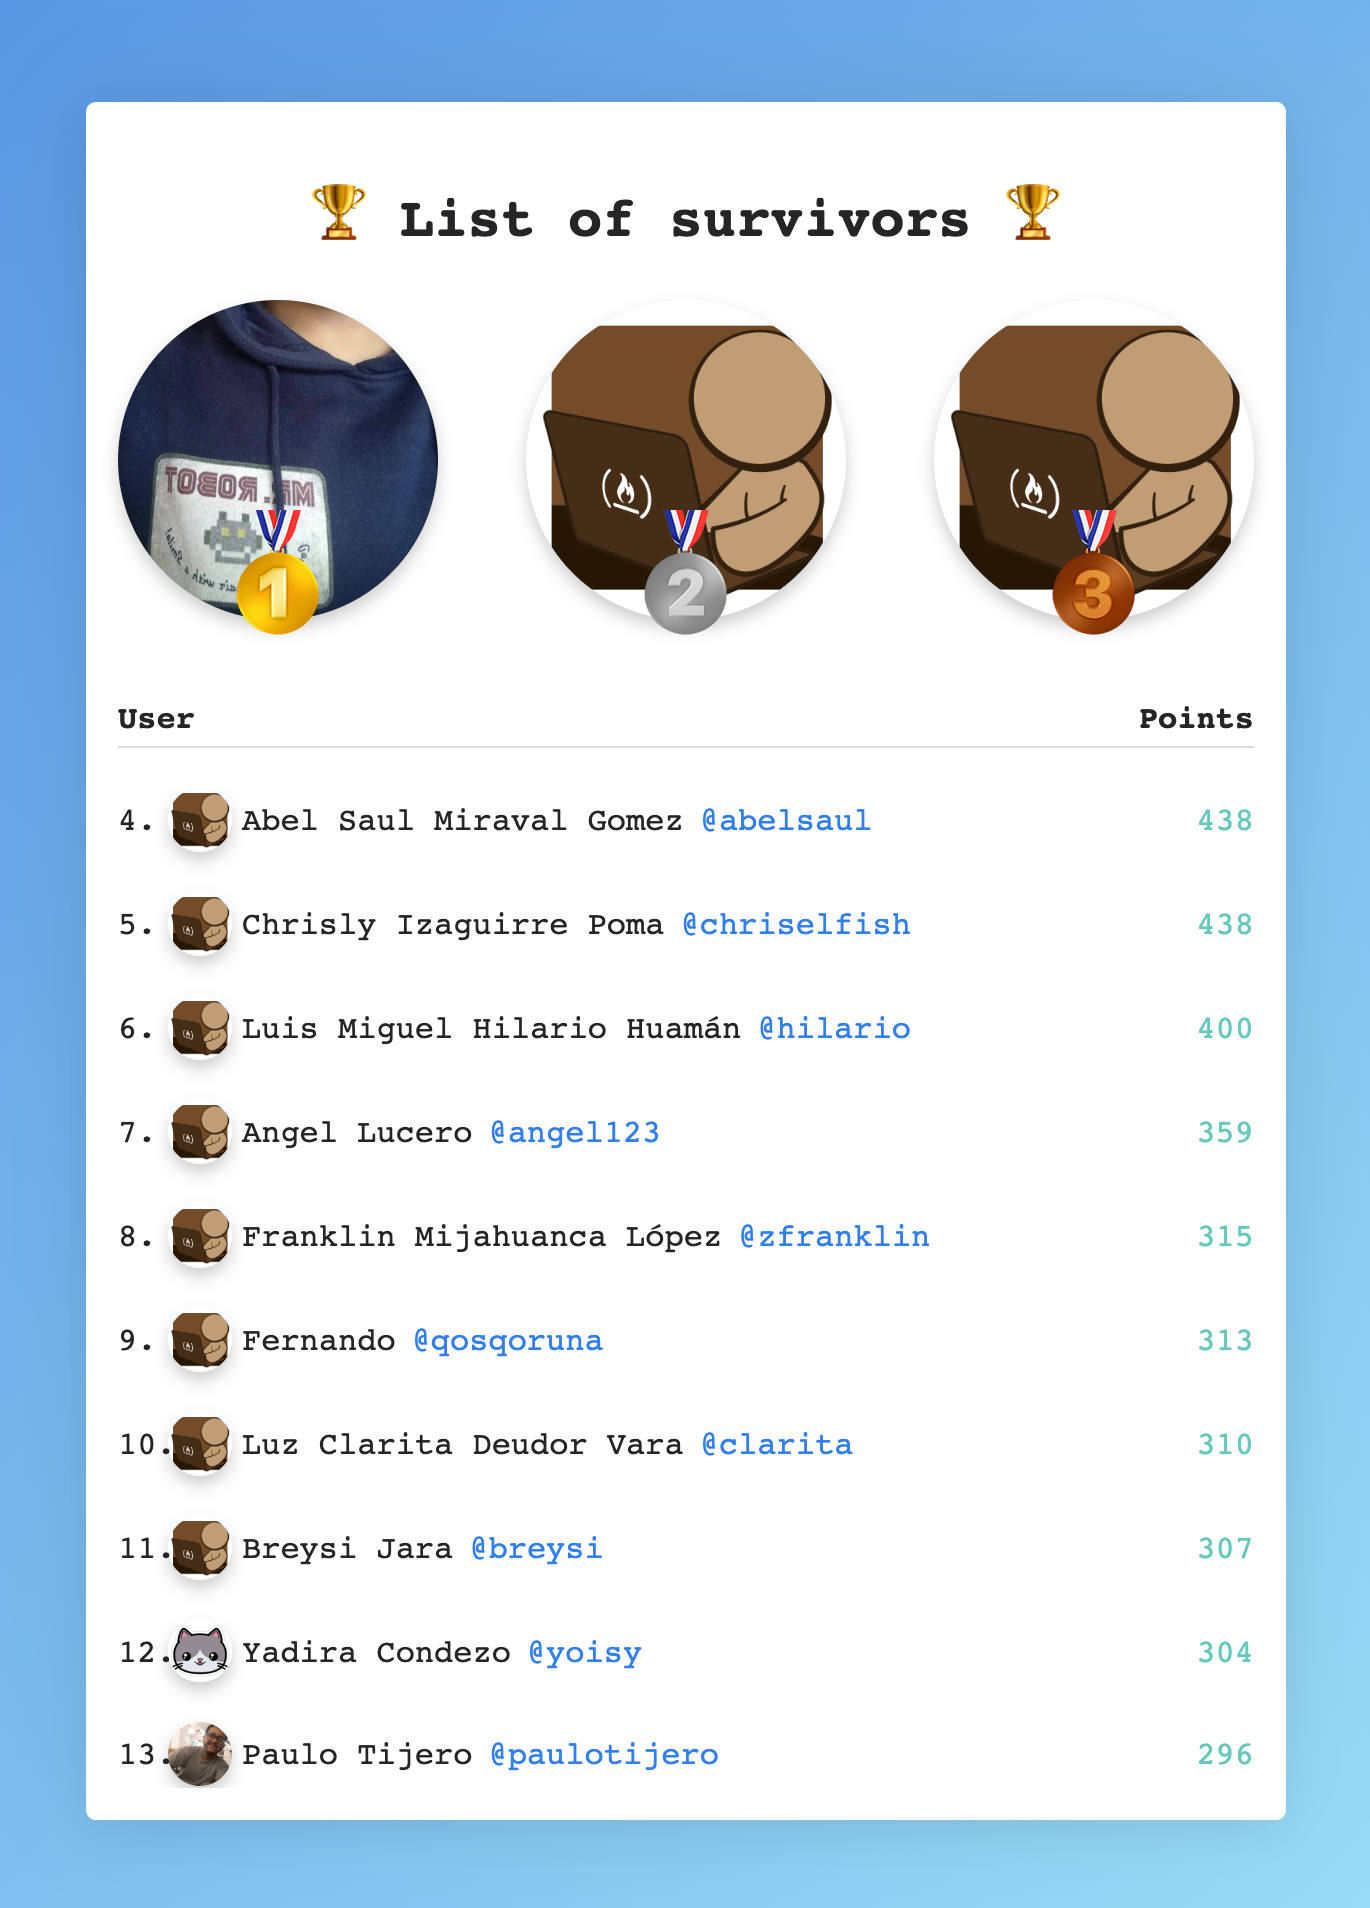 List of survivors
MR. ROBOT
1
2
3
User Points
4. Abel Saul Miraval Gomez @abelsaul 438
5. Chrisly Izaguirre Poma @chriselfish 438
6. Luis Miguel Hilario Huamán @hilario 400
7. Angel Lucero @angel123 359
8. Franklin Mijahuanca López @zfranklin 315
9. Fernando @qosqoruna 313
10. Luz Clarita Deudor Vara @clarita 310
11. Breysi Jara @breysi 307
12. Yadira Condezo @yoisy 304
13. Paulo Tijero @paulotijero 296